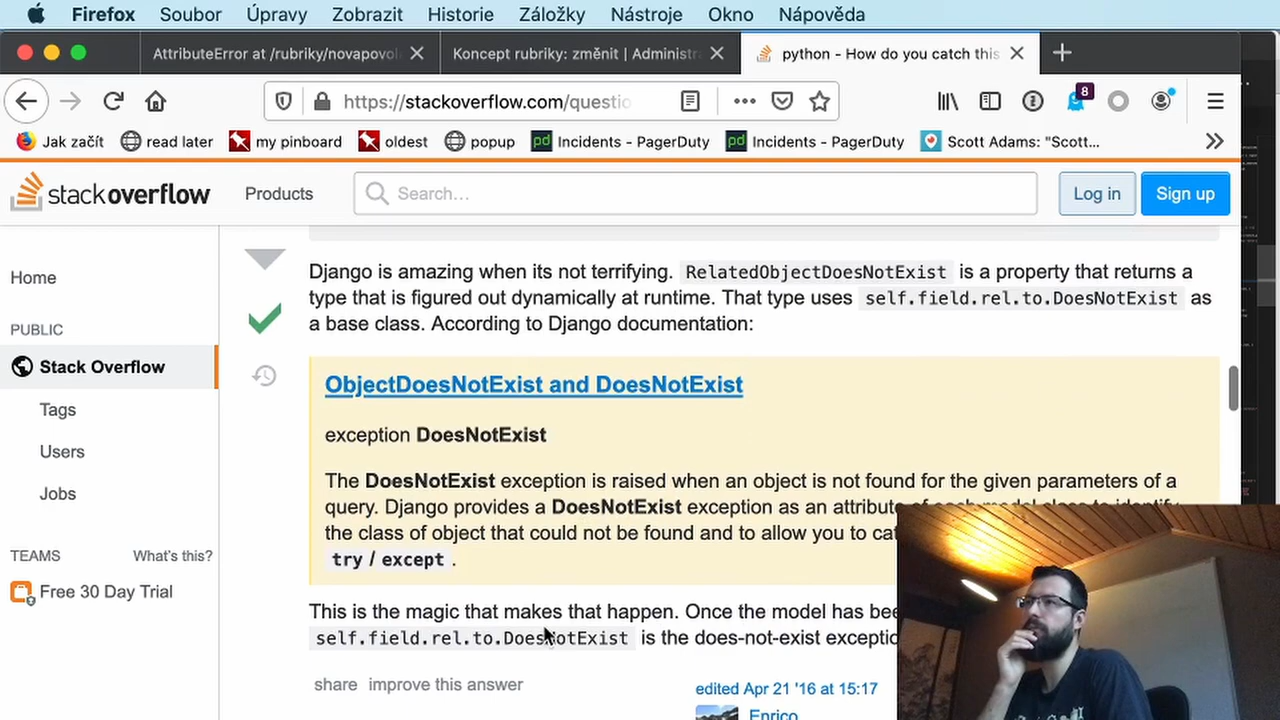 Firefox Soubor Úpravy Zobrazit Historie Záložky Nástroje Okno Nápověda
AttributeError at /rubriky/novapovol
Koncept rubriky: změnit | Administr
python - How do you catch this
https://stackoverflow.com/questio
8
Jak začít read later my pinboard oldest popup Incidents - PagerDuty Incidents - PagerDuty Scott Adams: "Scott...
stackoverflow Products Search... Log in Sign up
Home
PUBLIC
Stack Overflow
Tags
Users
Jobs
TEAMS What's this?
Free 30 Day Trial
Django is amazing when its not terrifying. RelatedObjectDoesNotExist is a property that returns a
type that is figured out dynamically at runtime. That type uses self.field.rel.to.DoesNotExist as
a base class. According to Django documentation:
ObjectDoesNotExist and DoesNotExist
exception DoesNotExist
The DoesNotExist exception is raised when an object is not found for the given parameters of a
query. Django provides a DoesNotExist exception as an attribute of each model class to identify
the class of object that could not be found and to allow you to cat
try / except .
This is the magic that makes that happen. Once the model has bee
self.field.rel.to.DoesNotExist is the does-not-exist exceptio
share improve this answer
edited Apr 21 '16 at 15:17
Enrico